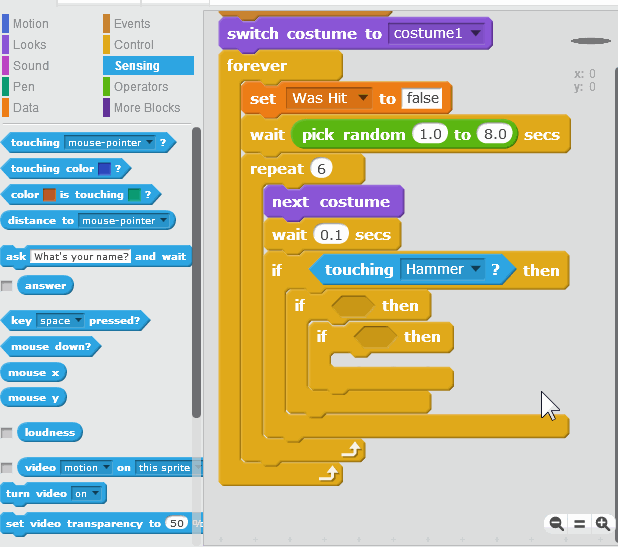 Motion
Events
Looks
Control
Sound
Sensing
Pen
Operators
Data
More Blocks
touching mouse-pointer ?
touching color ?
color is touching ?
distance to mouse-pointer
ask What's your name? and wait
answer
key space pressed?
mouse down?
mouse x
mouse y
loudness
video motion on this sprite
turn video on
set video transparency to 50 %
switch costume to costume1
forever
set Was Hit to false
wait pick random 1.0 to 8.0 secs
repeat 6
next costume
wait 0.1 secs
if touching Hammer ? then
if then
if then
x: 0
y: 0